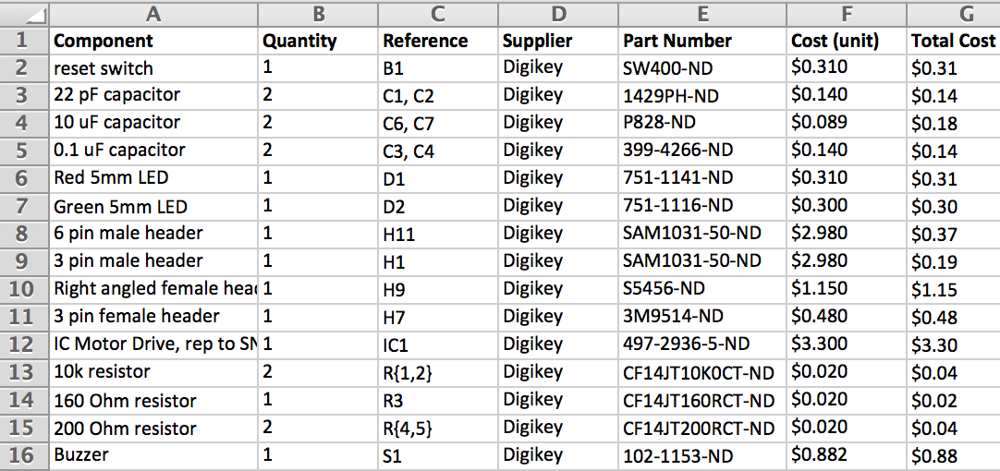 A B C D E F G
1 Component Quantity Reference Supplier Part Number Cost (unit) Total Cost
2 reset switch 1 B1 Digikey SW400-ND $0.310 $0.31
3 22 pF capacitor 2 C1, C2 Digikey 1429PH-ND $0.140 $0.14
4 10 uF capacitor 2 C6, C7 Digikey P828-ND $0.089 $0.18
5 0.1 uF capacitor 2 C3, C4 Digikey 399-4266-ND $0.140 $0.14
6 Red 5mm LED 1 D1 Digikey 751-1141-ND $0.310 $0.31
7 Green 5mm LED 1 D2 Digikey 751-1116-ND $0.300 $0.30
8 6 pin male header 1 H11 Digikey SAM1031-50-ND $2.980 $0.37
9 3 pin male header 1 H1 Digikey SAM1031-50-ND $2.980 $0.19
10 Right angled female head 1 H9 Digikey S5456-ND $1.150 $1.15
11 3 pin female header 1 H7 Digikey 3M9514-ND $0.480 $0.48
12 IC Motor Drive, rep to SN 1 IC1 Digikey 497-2936-5-ND $3.300 $3.30
13 10k resistor 2 R{1,2} Digikey CF14JT10K0CT-ND $0.020 $0.04
14 160 Ohm resistor 1 R3 Digikey CF14JT160RCT-ND $0.020 $0.02
15 200 Ohm resistor 2 R{4,5} Digikey CF14JT200RCT-ND $0.020 $0.04
16 Buzzer 1 S1 Digikey 102-1153-ND $0.882 $0.88